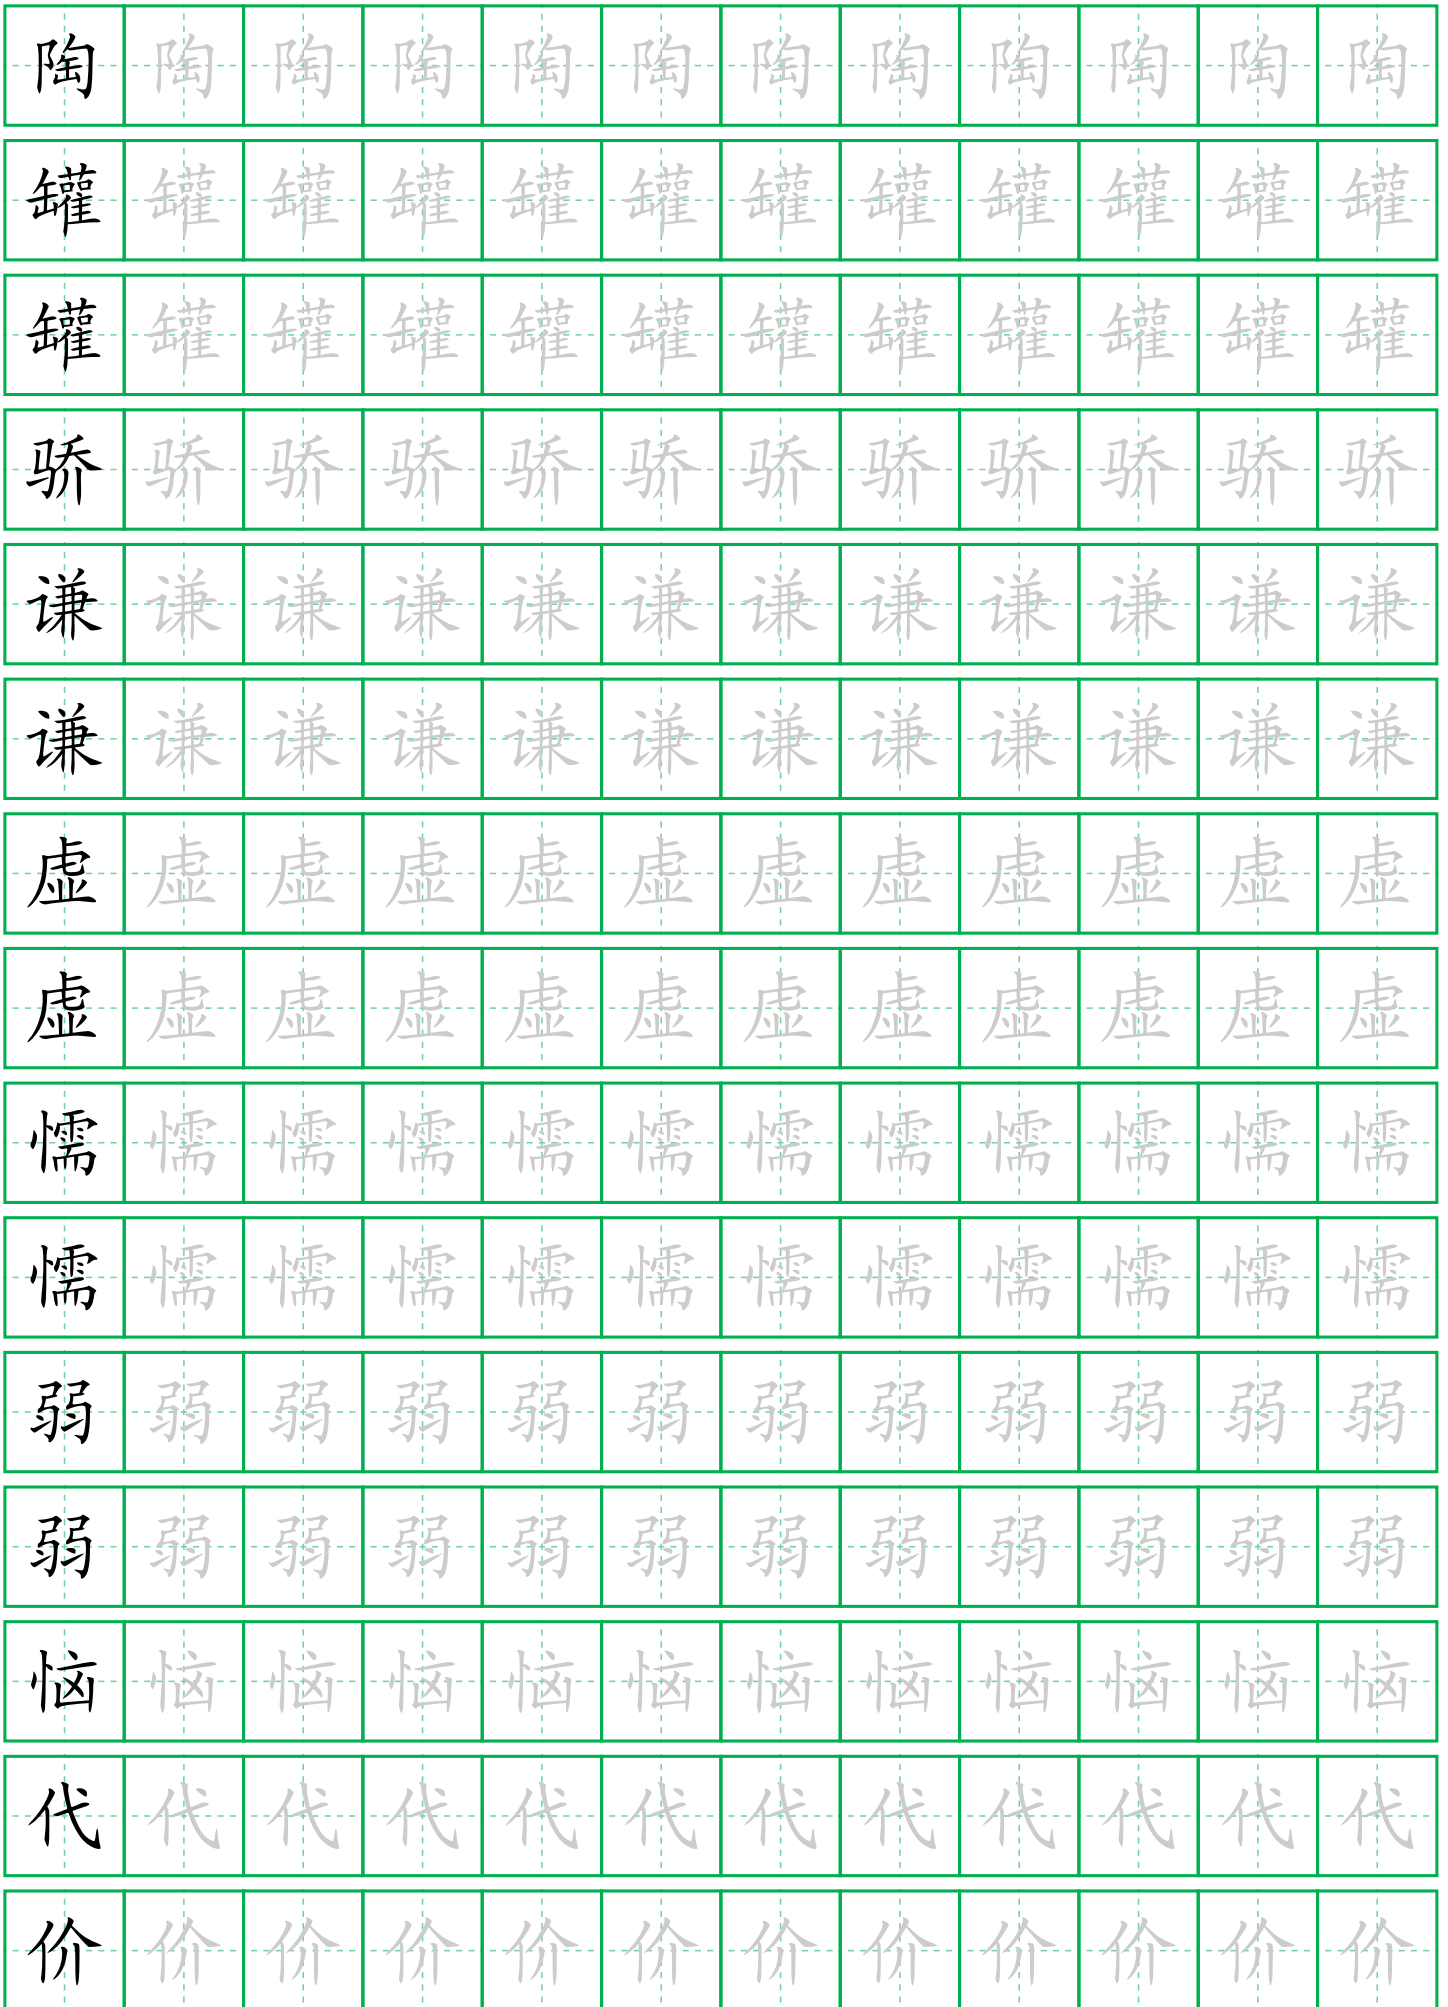 陶陶陶陶陶陶陶陶陶陶陶陶
罐罐罐罐罐罐罐罐罐罐罐罐
罐罐罐罐罐罐罐罐罐罐罐罐
骄骄骄骄骄骄骄骄骄骄骄骄
谦谦谦谦谦谦谦谦谦谦谦谦
谦谦谦谦谦谦谦谦谦谦谦谦
虚虚虚虚虚虚虚虚虚虚虚虚
虚虚虚虚虚虚虚虚虚虚虚虚
懦懦懦懦懦懦懦懦懦懦懦懦
懦懦懦懦懦懦懦懦懦懦懦懦
弱弱弱弱弱弱弱弱弱弱弱弱
弱弱弱弱弱弱弱弱弱弱弱弱
恼恼恼恼恼恼恼恼恼恼恼恼
代代代代代代代代代代代代
价价价价价价价价价价价价